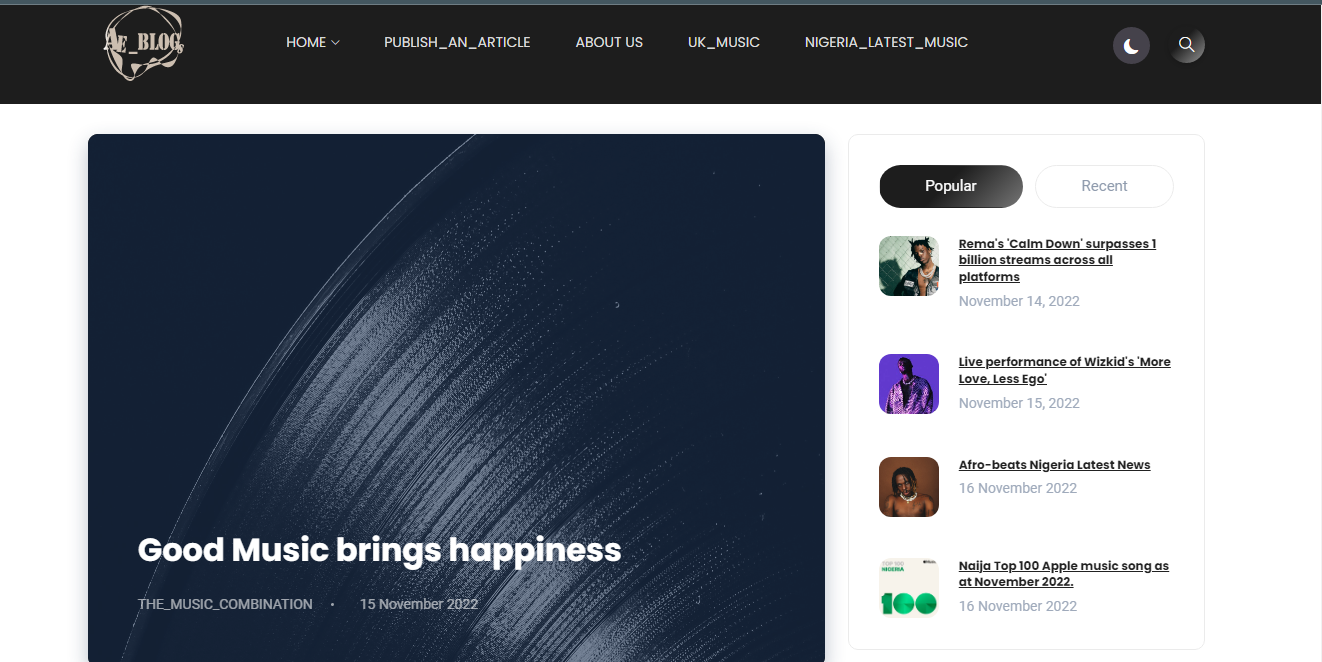 AE_BLOGs
HOME
PUBLISH_AN_ARTICLE
ABOUT US
UK_MUSIC
NIGERIA_LATEST_MUSIC
Good Music brings happiness
THE_MUSIC_COMBINATION • 15 November 2022
Popular
Recent
Rema's 'Calm Down' surpasses 1
billion streams across all
platforms
November 14, 2022
Live performance of Wizkid's 'More
Love, Less Ego'
November 15, 2022
Afro-beats Nigeria Latest News
16 November 2022
TOP 100
NIGERIA
100
Naija Top 100 Apple music song as
at November 2022.
16 November 2022